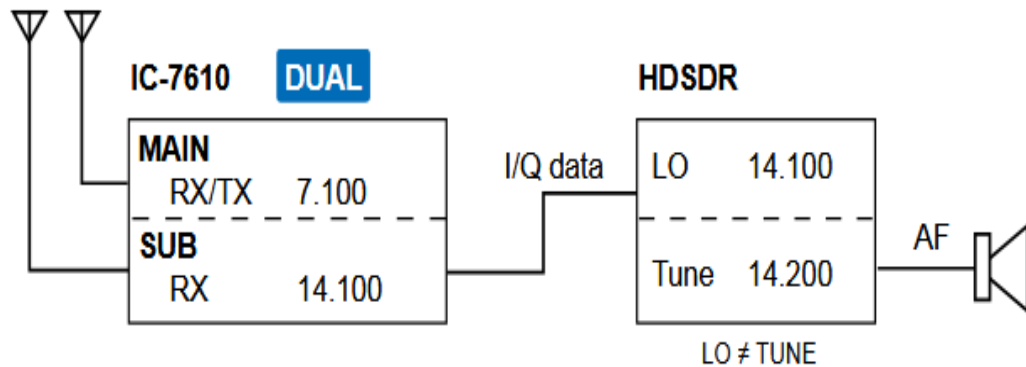 IC-7610 DUAL
HDSDR
MAIN
RX/TX 7.100
SUB
RX 14.100
I/Q data
LO 14.100
Tune 14.200
AF
LO ≠ TUNE